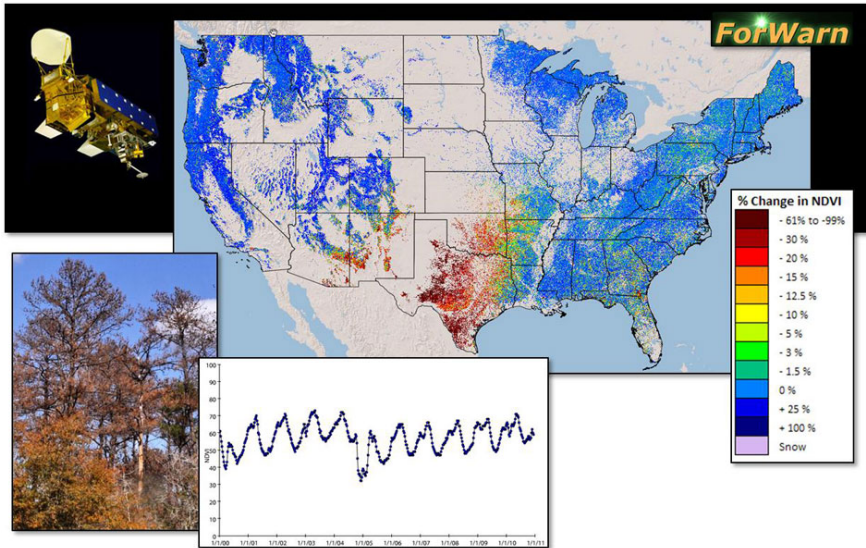 ForWarn
% Change in NDVI
- 61% to -99%
- 30 %
- 20 %
- 15 %
- 12.5 %
- 10 %
- 5 %
- 3 %
- 1.5 %
0 %
+ 25 %
+ 100 %
Snow
100
90
80
70
60
50
40
30
20
10
0
NDVI
1/1/00 1/1/01 1/1/02 1/1/03 1/1/04 1/1/05 1/1/06 1/1/07 1/1/08 1/1/09 1/1/10 1/1/11